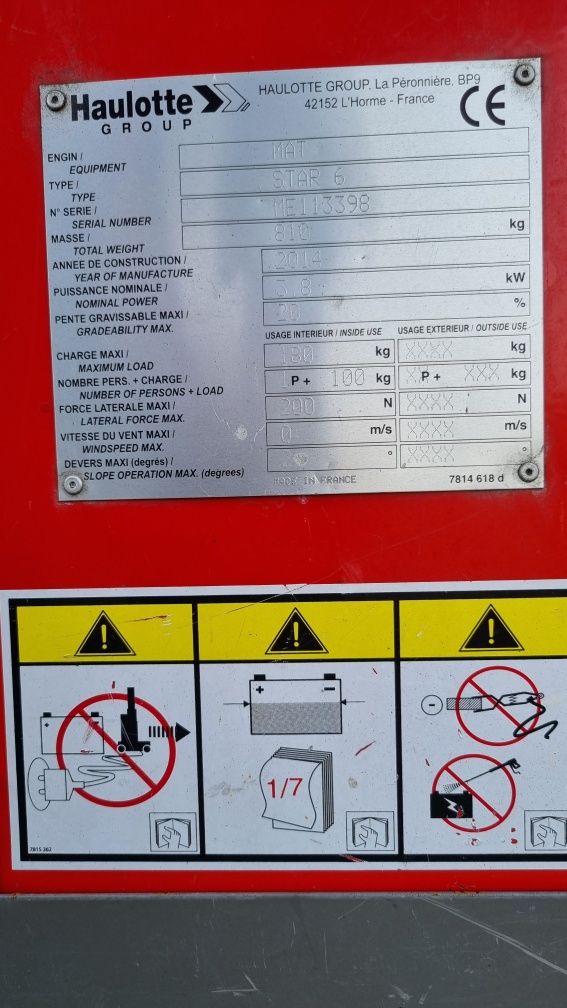 Haulotte
GROUP
HAULOTTE GROUP, La Péronnière, BP9
42152 L'Horme - France
CE
ENGIN / EQUIPMENT MAT
TYPE / TYPE STAR 6
N° SERIE / SERIAL NUMBER ME113398
MASSE / TOTAL WEIGHT 810 kg
ANNEE DE CONSTRUCTION / YEAR OF MANUFACTURE 2014
PUISSANCE NOMINALE / NOMINAL POWER 3.8 kW
PENTE GRAVISSABLE MAXI / GRADEABILITY MAX. 20 %
USAGE INTERIEUR / INSIDE USE USAGE EXTERIEUR / OUTSIDE USE
CHARGE MAXI / MAXIMUM LOAD 180 kg XXXX kg
NOMBRE PERS. + CHARGE / NUMBER OF PERSONS + LOAD 1 P + 100 kg X P + XXX kg
FORCE LATERALE MAXI / LATERAL FORCE MAX. 200 N XXXX N
VITESSE DU VENT MAXI / WINDSPEED MAX. 0 m/s XXXX m/s
DEVERS MAXI (degrés) / SLOPE OPERATION MAX. (degrees) ° XXXX °
MADE IN FRANCE 7814 618 d
1/7
7815 362